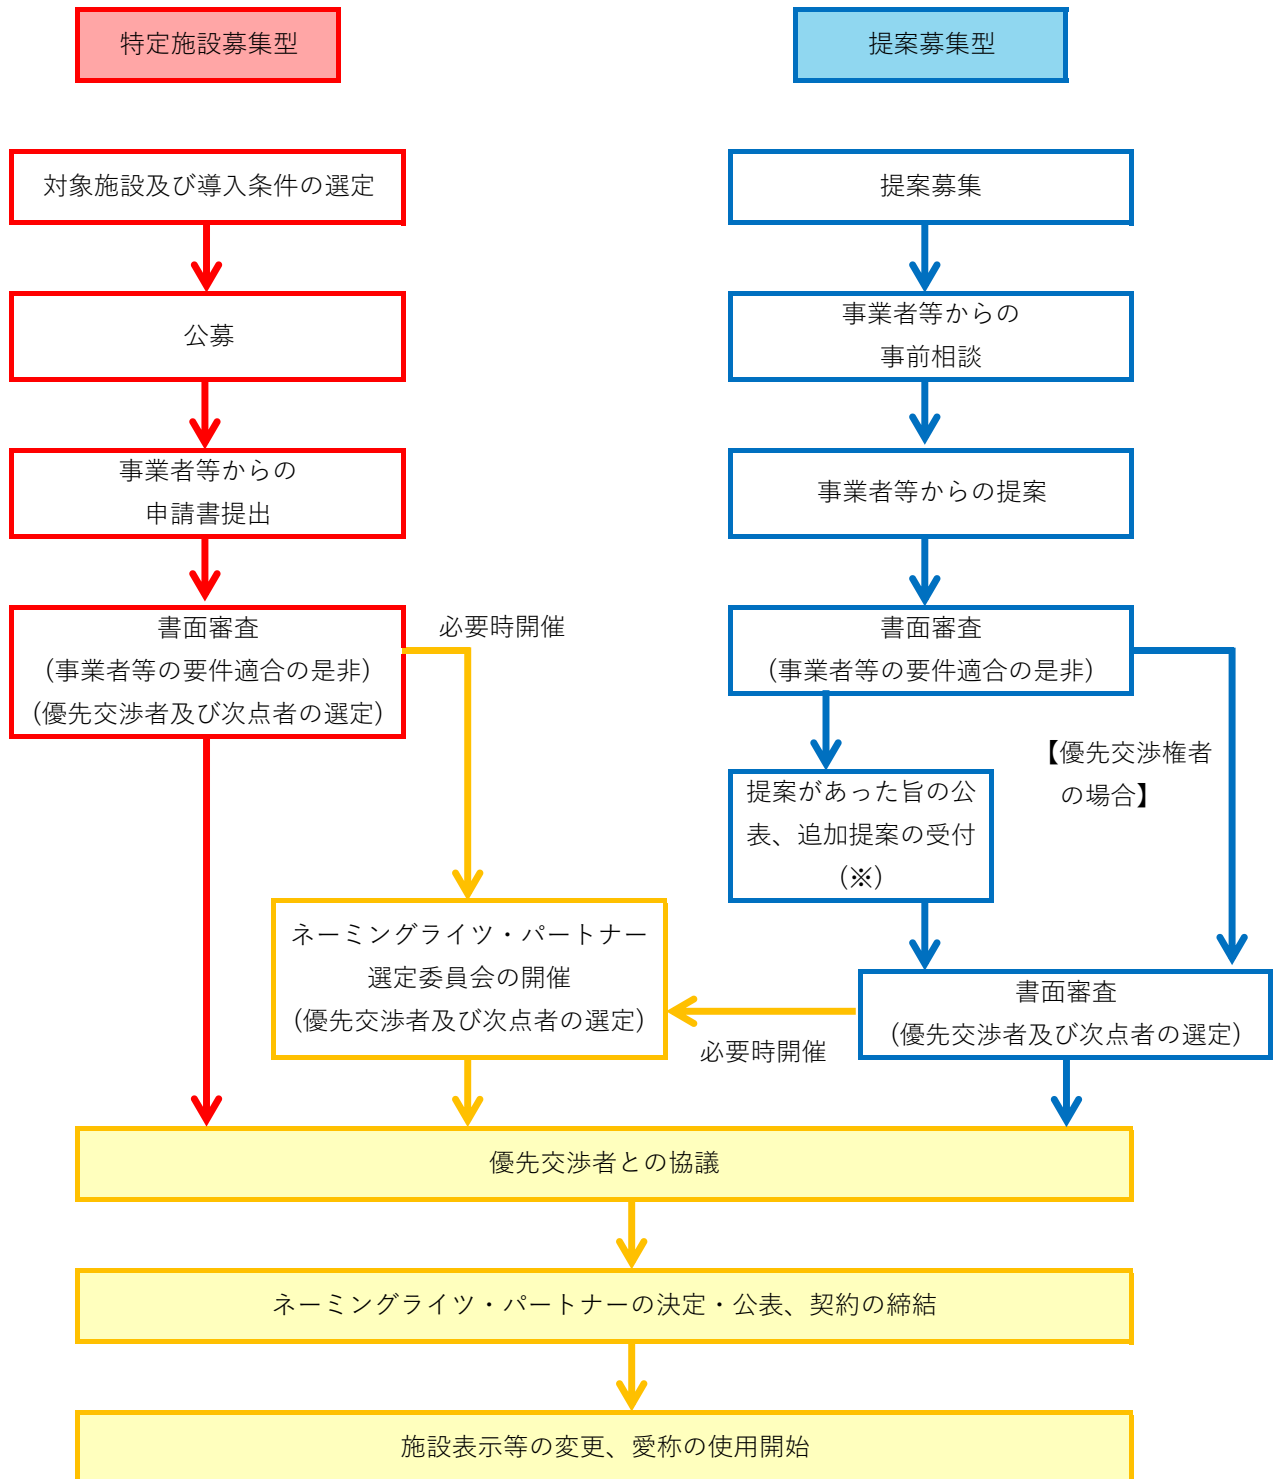 特定施設募集型
提案募集型
対象施設及び導入条件の選定
公募
事業者等からの
申請書提出
書面審査
（事業者等の要件適合の是非）
（優先交渉者及び次点者の選定）
必要時開催
提案募集
事業者等からの
事前相談
事業者等からの提案
書面審査
（事業者等の要件適合の是非）
【優先交渉権者
の場合】
提案があった旨の公
表、追加提案の受付
（※）
書面審査
（優先交渉者及び次点者の選定）
必要時開催
ネーミングライツ・パートナー
選定委員会の開催
（優先交渉者及び次点者の選定）
優先交渉者との協議
ネーミングライツ・パートナーの決定・公表、契約の締結
施設表示等の変更、愛称の使用開始